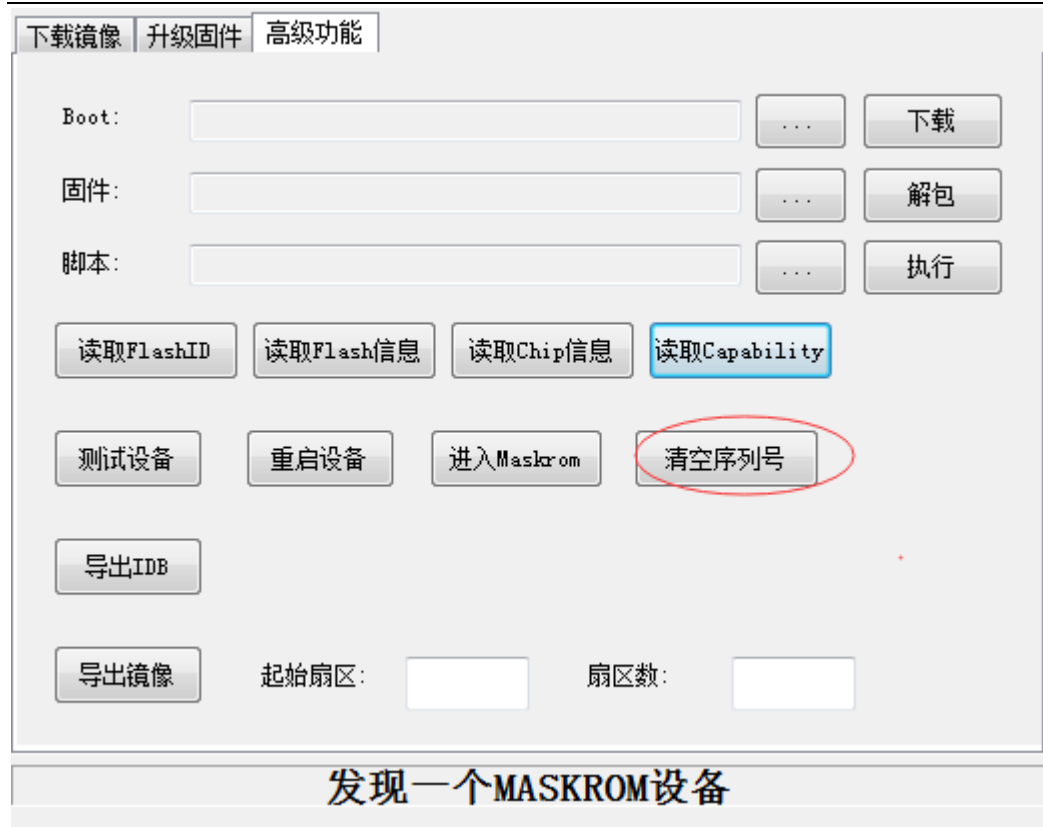 下载镜像 升级固件 高级功能
Boot: ... 下载
固件: ... 解包
脚本: ... 执行
读取FlashID 读取Flash信息 读取Chip信息 读取Capability
测试设备 重启设备 进入Maskrom 清空序列号
导出IDB
导出镜像 起始扇区: 扇区数:
发现一个MASKROM设备